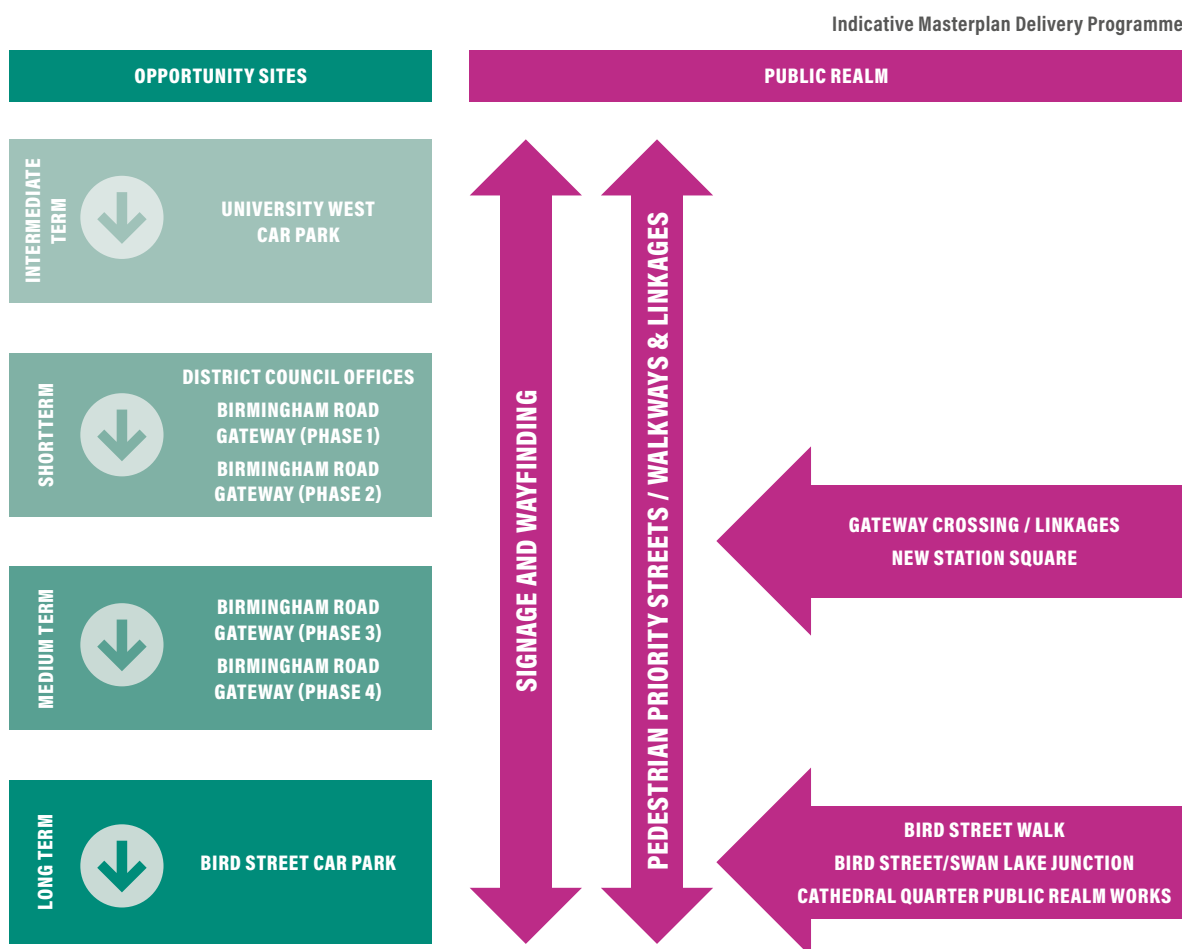 Indicative Masterplan Delivery Programme
OPPORTUNITY SITES
PUBLIC REALM
INTERMEDIATE
TERM
UNIVERSITY WEST
CAR PARK
SHORTTERM
DISTRICT COUNCIL OFFICES
BIRMINGHAM ROAD
GATEWAY (PHASE 1)
BIRMINGHAM ROAD
GATEWAY (PHASE 2)
MEDIUM TERM
BIRMINGHAM ROAD
GATEWAY (PHASE 3)
BIRMINGHAM ROAD
GATEWAY (PHASE 4)
LONG TERM
BIRD STREET CAR PARK
SIGNAGE AND WAYFINDING
PEDESTRIAN PRIORITY STREETS / WALKWAYS & LINKAGES
GATEWAY CROSSING / LINKAGES
NEW STATION SQUARE
BIRD STREET WALK
BIRD STREET/SWAN LAKE JUNCTION
CATHEDRAL QUARTER PUBLIC REALM WORKS